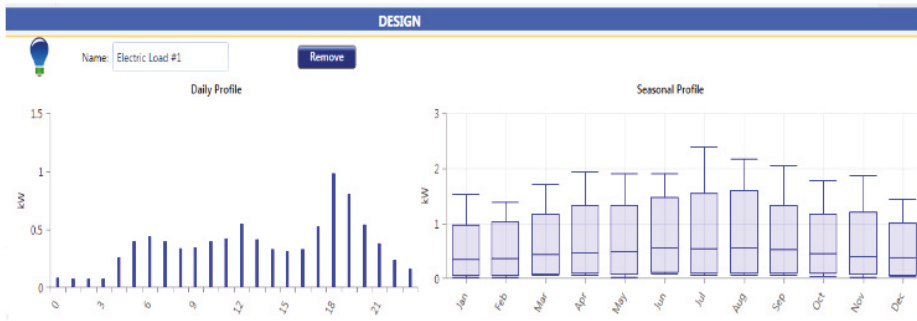 DESIGN
Name: Electric Load #1 Remove
Daily Profile
1.5
1
0.5
0
kW
0 3 6 9 12 15 18 21
Seasonal Profile
3
2
1
0
kW
Jan Feb Mar Apr May Jun Jul Aug Sep Oct Nov Dec